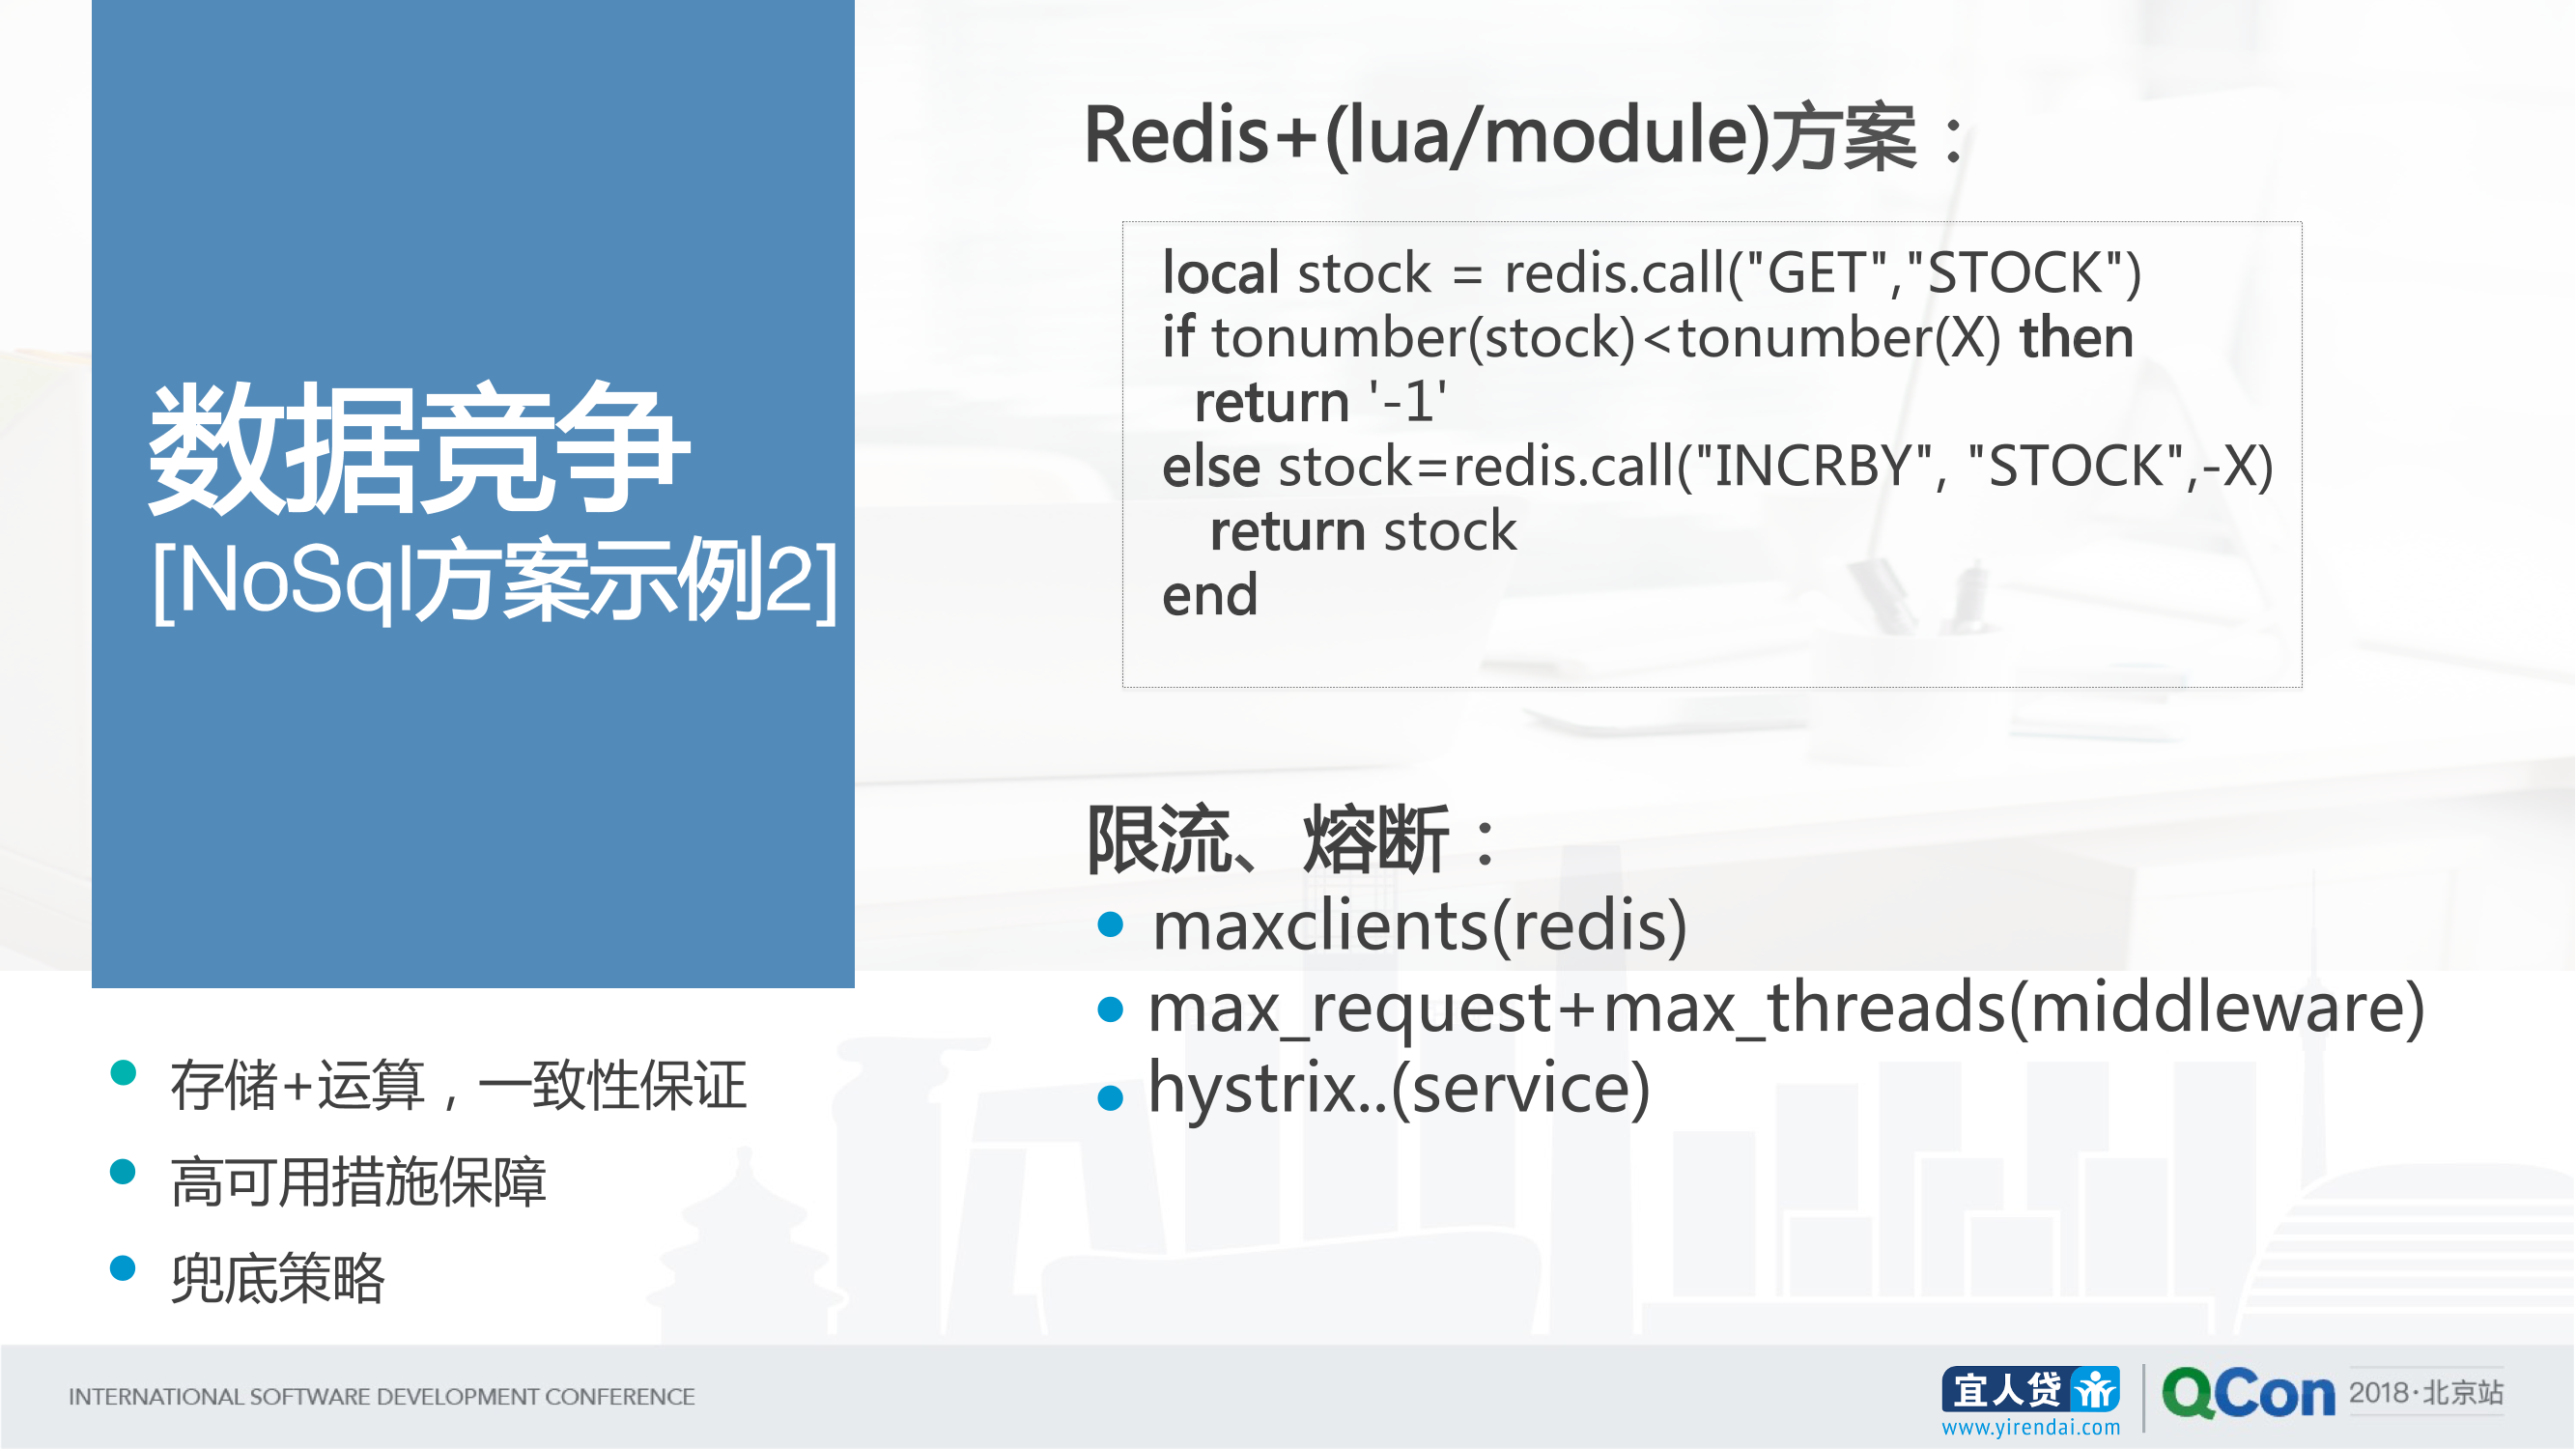 数据竞争
[NoSql方案示例2]
存储+运算，一致性保证
高可用措施保障
兜底策略
Redis+(lua/module)方案：
local stock = redis.call("GET","STOCK")
if tonumber(stock)<tonumber(X) then
return '-1'
else stock=redis.call("INCRBY", "STOCK",-X)
return stock
end
限流、熔断：
maxclients(redis)
max_request+max_threads(middleware)
hystrix..(service)
INTERNATIONAL SOFTWARE DEVELOPMENT CONFERENCE
宜人贷
www.yirendai.com
QCon 2018·北京站